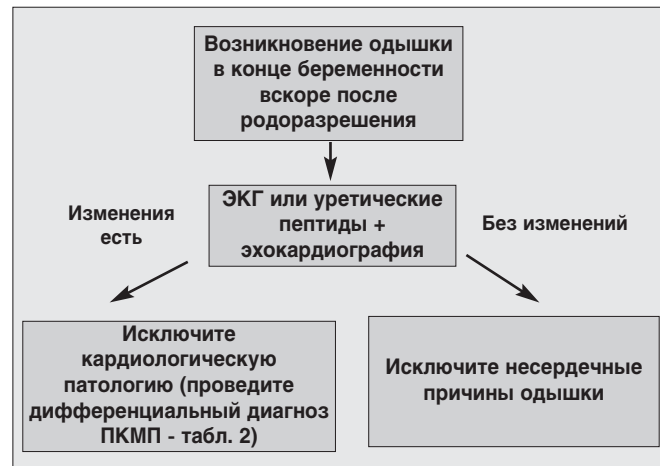 Возникновение одышки
в конце беременности
вскоре после
родоразрешения
ЭКГ или уретические
пептиды +
эхокардиография
Изменения
есть
Без изменений
Исключите
кардиологическую
патологию (проведите
дифференциальный диагноз
ПКМП - табл. 2)
Исключите несердечные
причины одышки